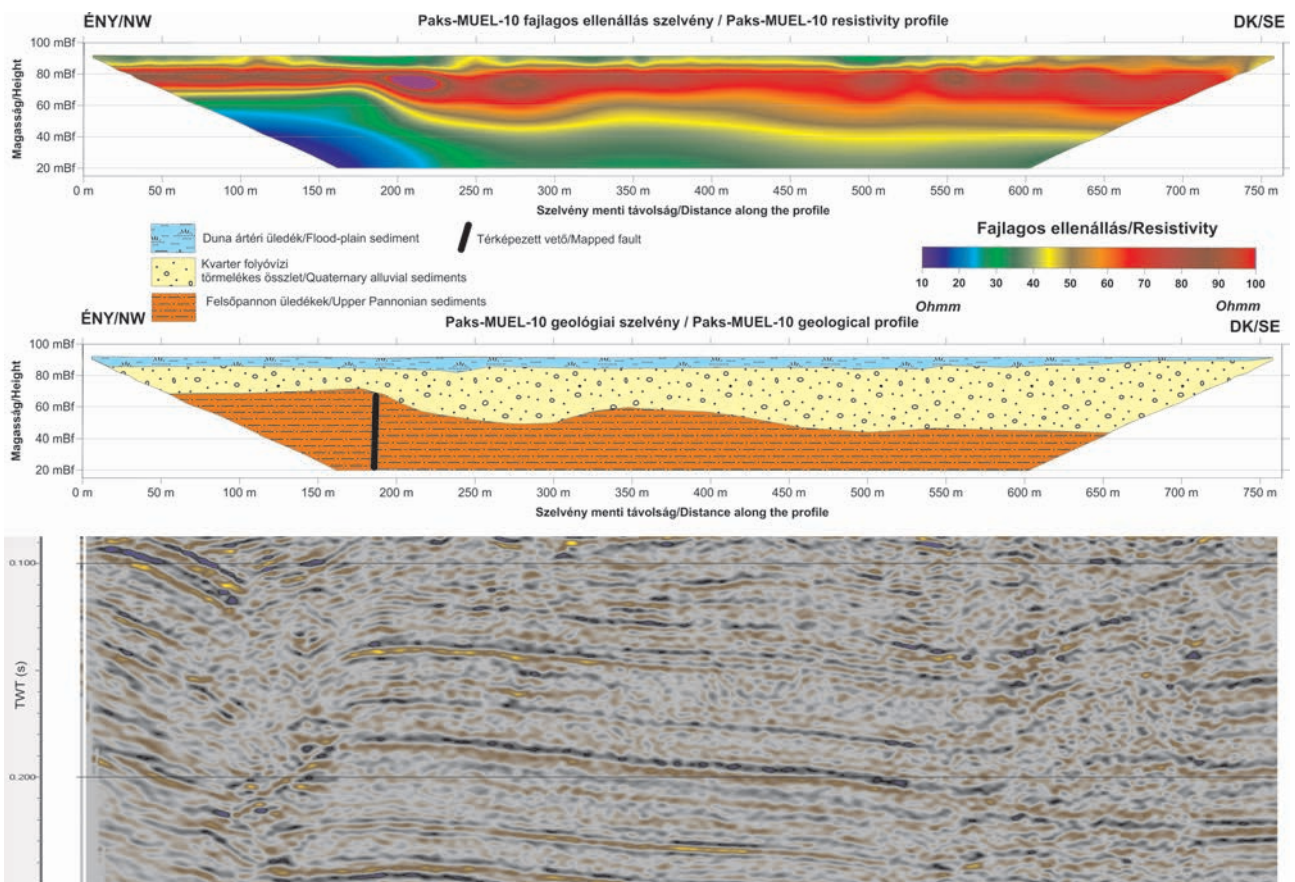 ÉNY/NW
Paks-MUEL-10 fajlagos ellenállás szelvény / Paks-MUEL-10 resistivity profile
DK/SE
Magasság/Height
100 mBf
80 mBf
60 mBf
40 mBf
20 mBf
0 m 50 m 100 m 150 m 200 m 250 m 300 m 350 m 400 m 450 m 500 m 550 m 600 m 650 m 700 m 750 m
Szelvény menti távolság/Distance along the profile
Duna ártéri üledék/Flood-plain sediment
Térképezett vető/Mapped fault
Kvarter folyóvízi
törmelékes összlet/Quaternary alluvial sediments
Felsőpannon üledékek/Upper Pannonian sediments
Fajlagos ellenállás/Resistivity
10 20 30 40 50 60 70 80 90 100
Ohmm Ohmm
ÉNY/NW
Paks-MUEL-10 geológiai szelvény / Paks-MUEL-10 geological profile
DK/SE
Magasság/Height
100 mBf
80 mBf
60 mBf
40 mBf
20 mBf
0 m 50 m 100 m 150 m 200 m 250 m 300 m 350 m 400 m 450 m 500 m 550 m 600 m 650 m 700 m 750 m
Szelvény menti távolság/Distance along the profile
TWT (s)
0.100
0.200